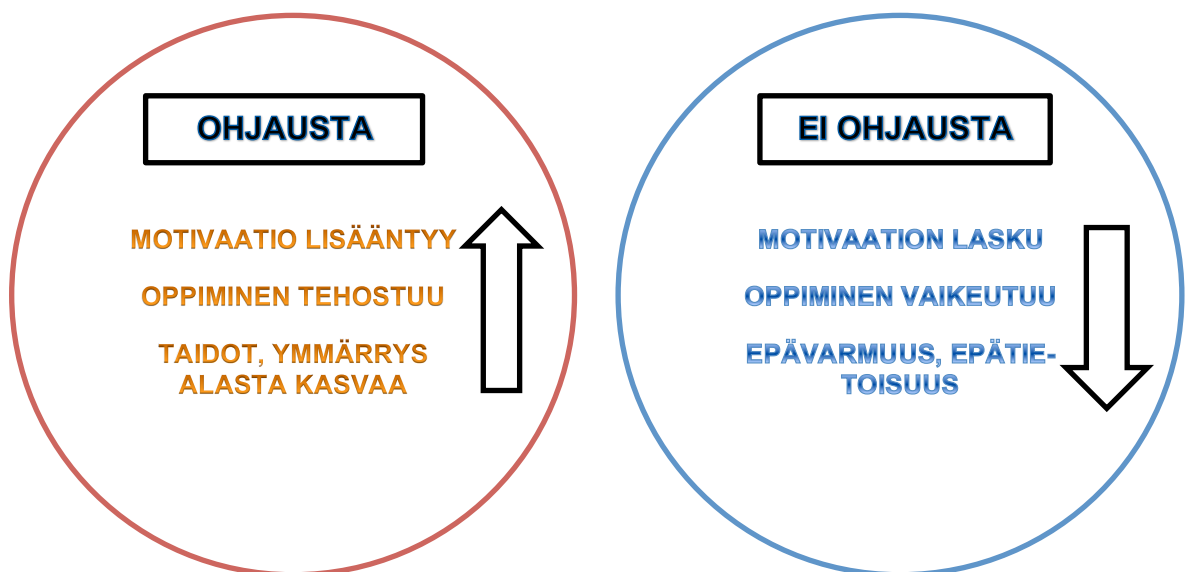 OHJAUSTA
MOTIVAATIO LISÄÄNTYY
OPPIMINEN TEHOSTUU
TAIDOT, YMMÄRRYS
ALASTA KASVAA
EI OHJAUSTA
MOTIVAATION LASKU
OPPIMINEN VAIKEUTUU
EPÄVARMUUS, EPÄTIE-
TOISUUS